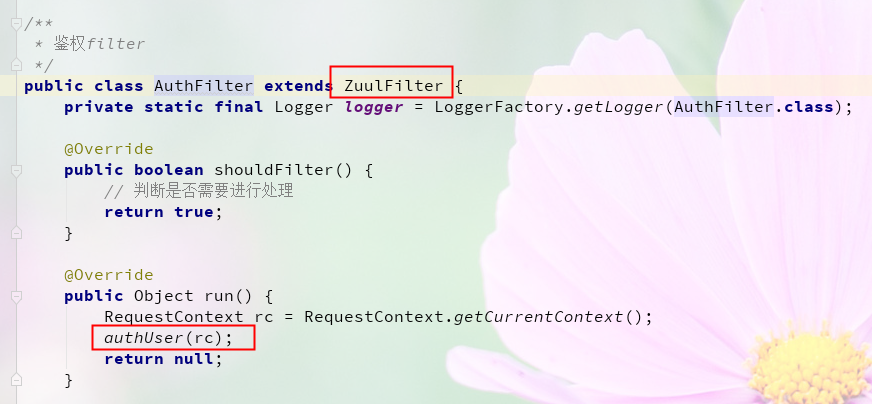 /**
 * 鉴权filter
 */
public class AuthFilter extends ZuulFilter {
    private static final Logger logger = LoggerFactory.getLogger(AuthFilter.class);
    @Override
    public boolean shouldFilter() {
        // 判断是否需要进行处理
        return true;
    }
    @Override
    public Object run() {
        RequestContext rc = RequestContext.getCurrentContext();
        authUser(rc);
        return null;
    }